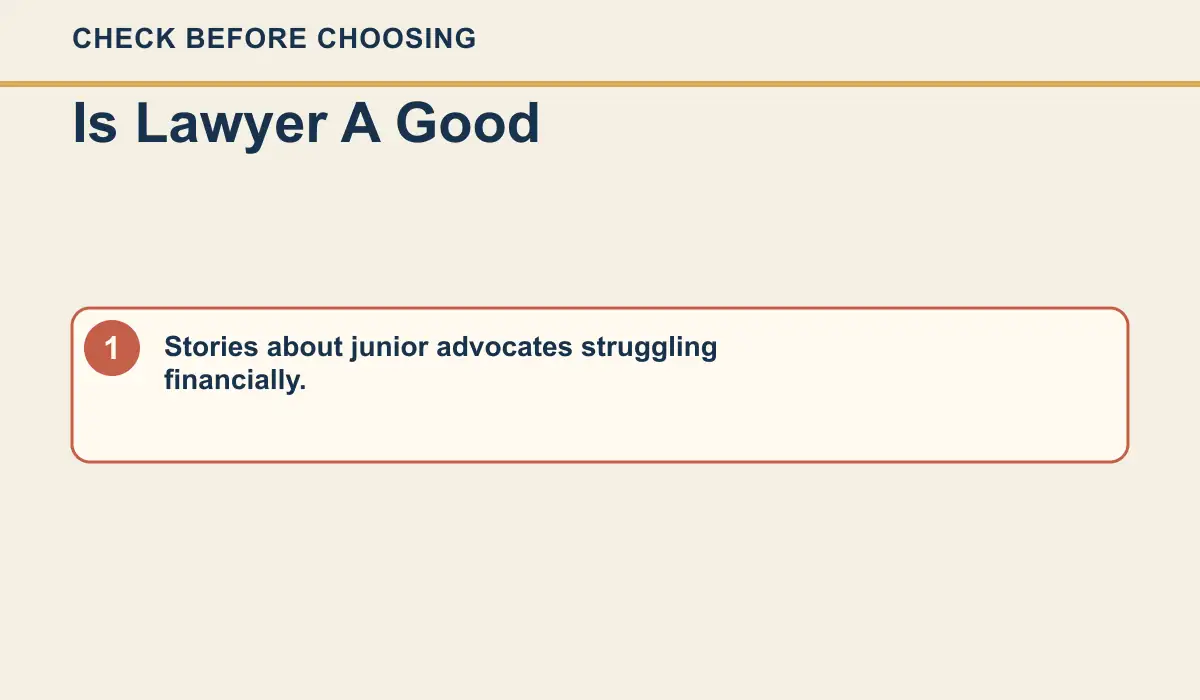 CHECK BEFORE CHOOSING
Is Lawyer A Good
1
Stories about junior advocates struggling
financially.